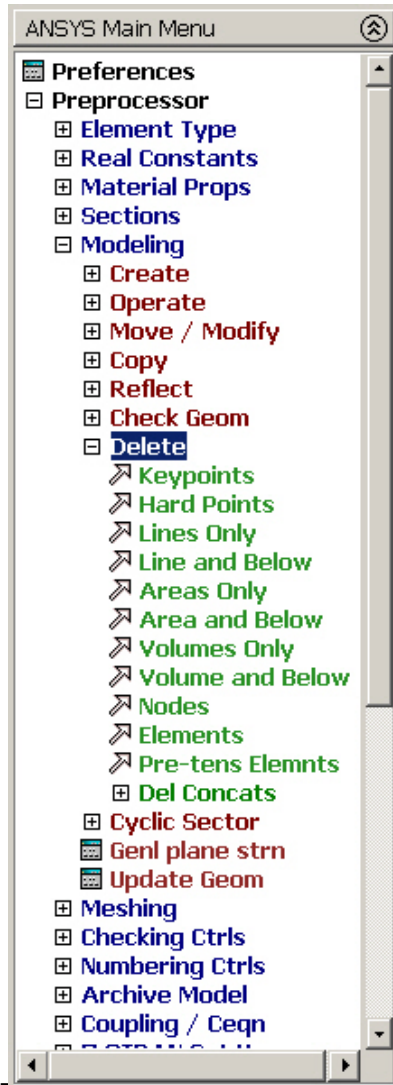 ANSYS Main Menu
Preferences
Preprocessor
Element Type
Real Constants
Material Props
Sections
Modeling
Create
Operate
Move / Modify
Copy
Reflect
Check Geom
Delete
Keypoints
Hard Points
Lines Only
Line and Below
Areas Only
Area and Below
Volumes Only
Volume and Below
Nodes
Elements
Pre-tens Elemnts
Del Concats
Cyclic Sector
Genl plane strn
Update Geom
Meshing
Checking Ctrls
Numbering Ctrls
Archive Model
Coupling / Ceqn